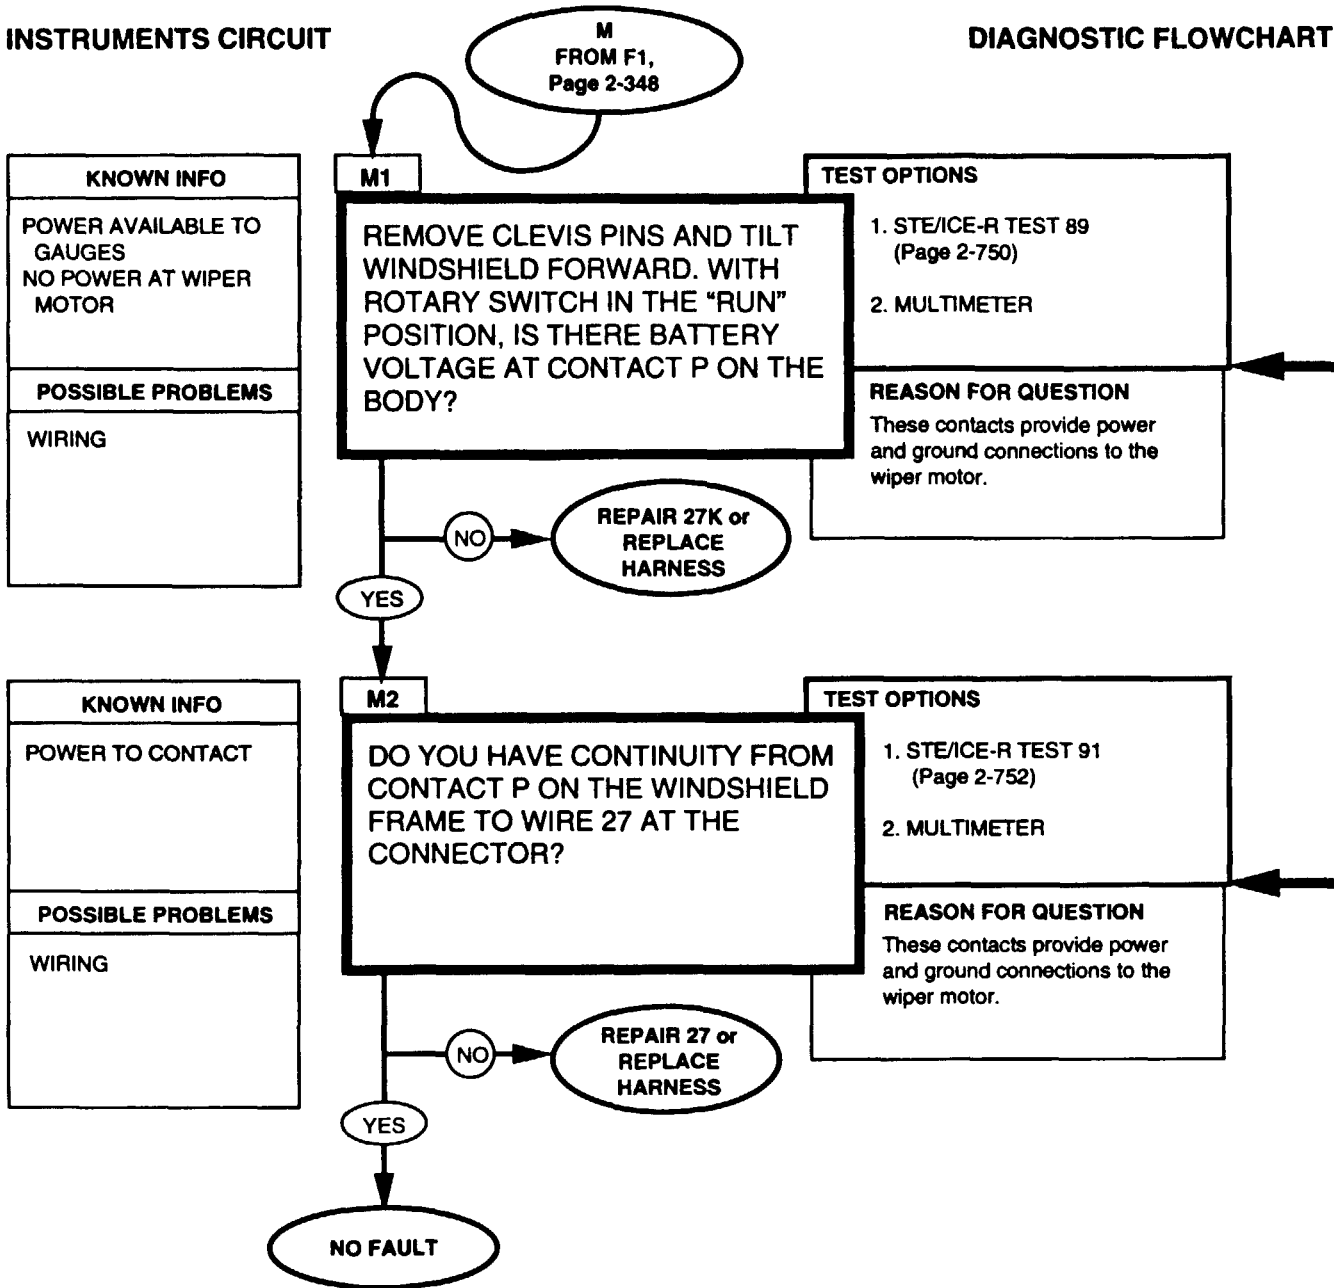 INSTRUMENTS CIRCUIT
DIAGNOSTIC FLOWCHART
M
FROM F1,
Page 2-348
KNOWN INFO
POWER AVAILABLE TO
GAUGES
NO POWER AT WIPER
MOTOR
POSSIBLE PROBLEMS
WIRING
M1
REMOVE CLEVIS PINS AND TILT
WINDSHIELD FORWARD. WITH
ROTARY SWITCH IN THE "RUN"
POSITION, IS THERE BATTERY
VOLTAGE AT CONTACT P ON THE
BODY?
TEST OPTIONS
1. STE/ICE-R TEST 89
(Page 2-750)
2. MULTIMETER
REASON FOR QUESTION
These contacts provide power
and ground connections to the
wiper motor.
NO
REPAIR 27K or
REPLACE
HARNESS
YES
KNOWN INFO
POWER TO CONTACT
POSSIBLE PROBLEMS
WIRING
M2
DO YOU HAVE CONTINUITY FROM
CONTACT P ON THE WINDSHIELD
FRAME TO WIRE 27 AT THE
CONNECTOR?
TEST OPTIONS
1. STE/ICE-R TEST 91
(Page 2-752)
2. MULTIMETER
REASON FOR QUESTION
These contacts provide power
and ground connections to the
wiper motor.
NO
REPAIR 27 or
REPLACE
HARNESS
YES
NO FAULT